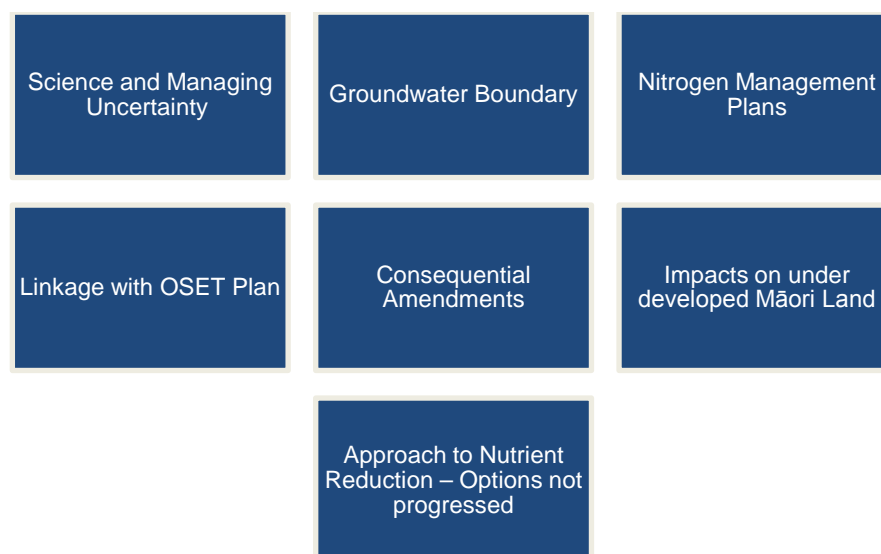 Science and Managing
Uncertainty
Groundwater Boundary
Nitrogen Management
Plans
Linkage with OSET Plan
Consequential
Amendments
Impacts on under
developed Māori Land
Approach to Nutrient
Reduction – Options not
progressed